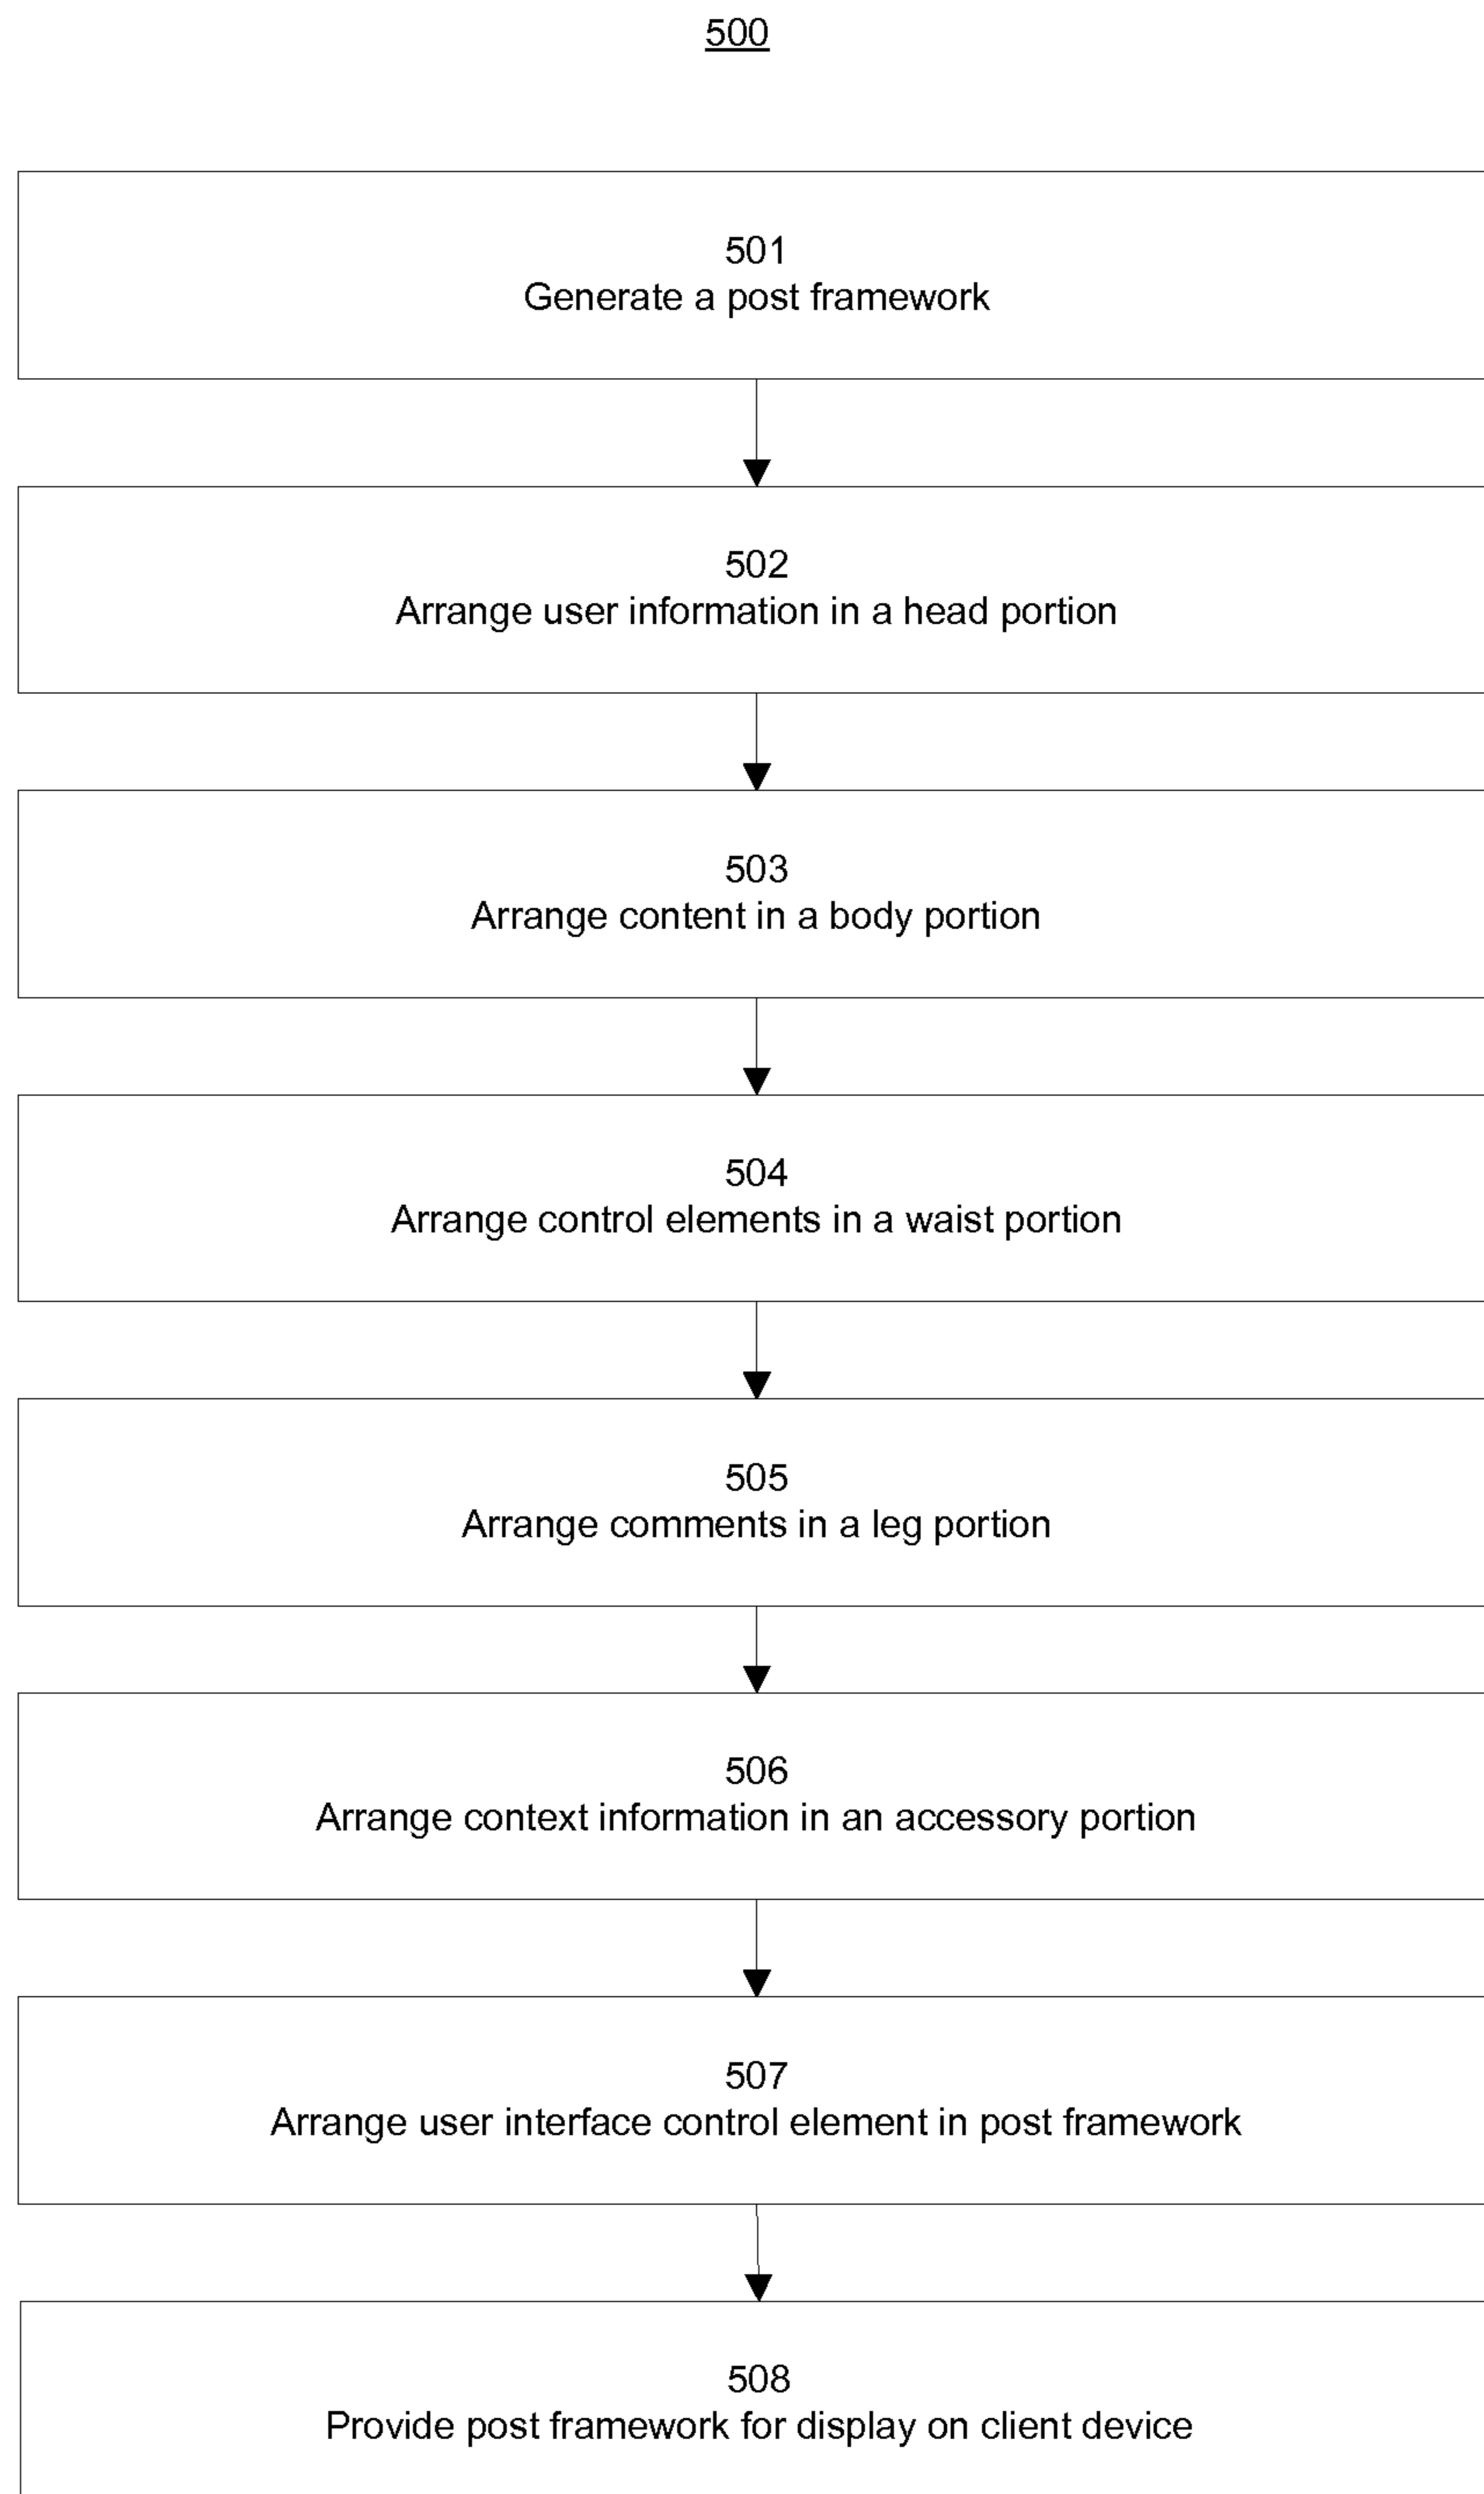 500
501
Generate a post framework
502
Arrange user information in a head portion
503
Arrange content in a body portion
504
Arrange control elements in a waist portion
505
Arrange comments in a leg portion
506
Arrange context information in an accessory portion
507
Arrange user interface control element in post framework
508
Provide post framework for display on client device